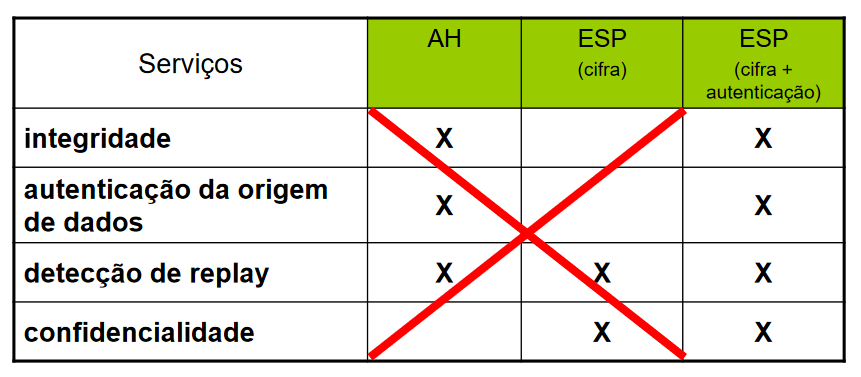 Serviços AH ESP ESP
(cifra) (cifra +
autenticação)
integridade X X
autenticação da origem
de dados X X
detecção de replay X X X
confidencialidade X X